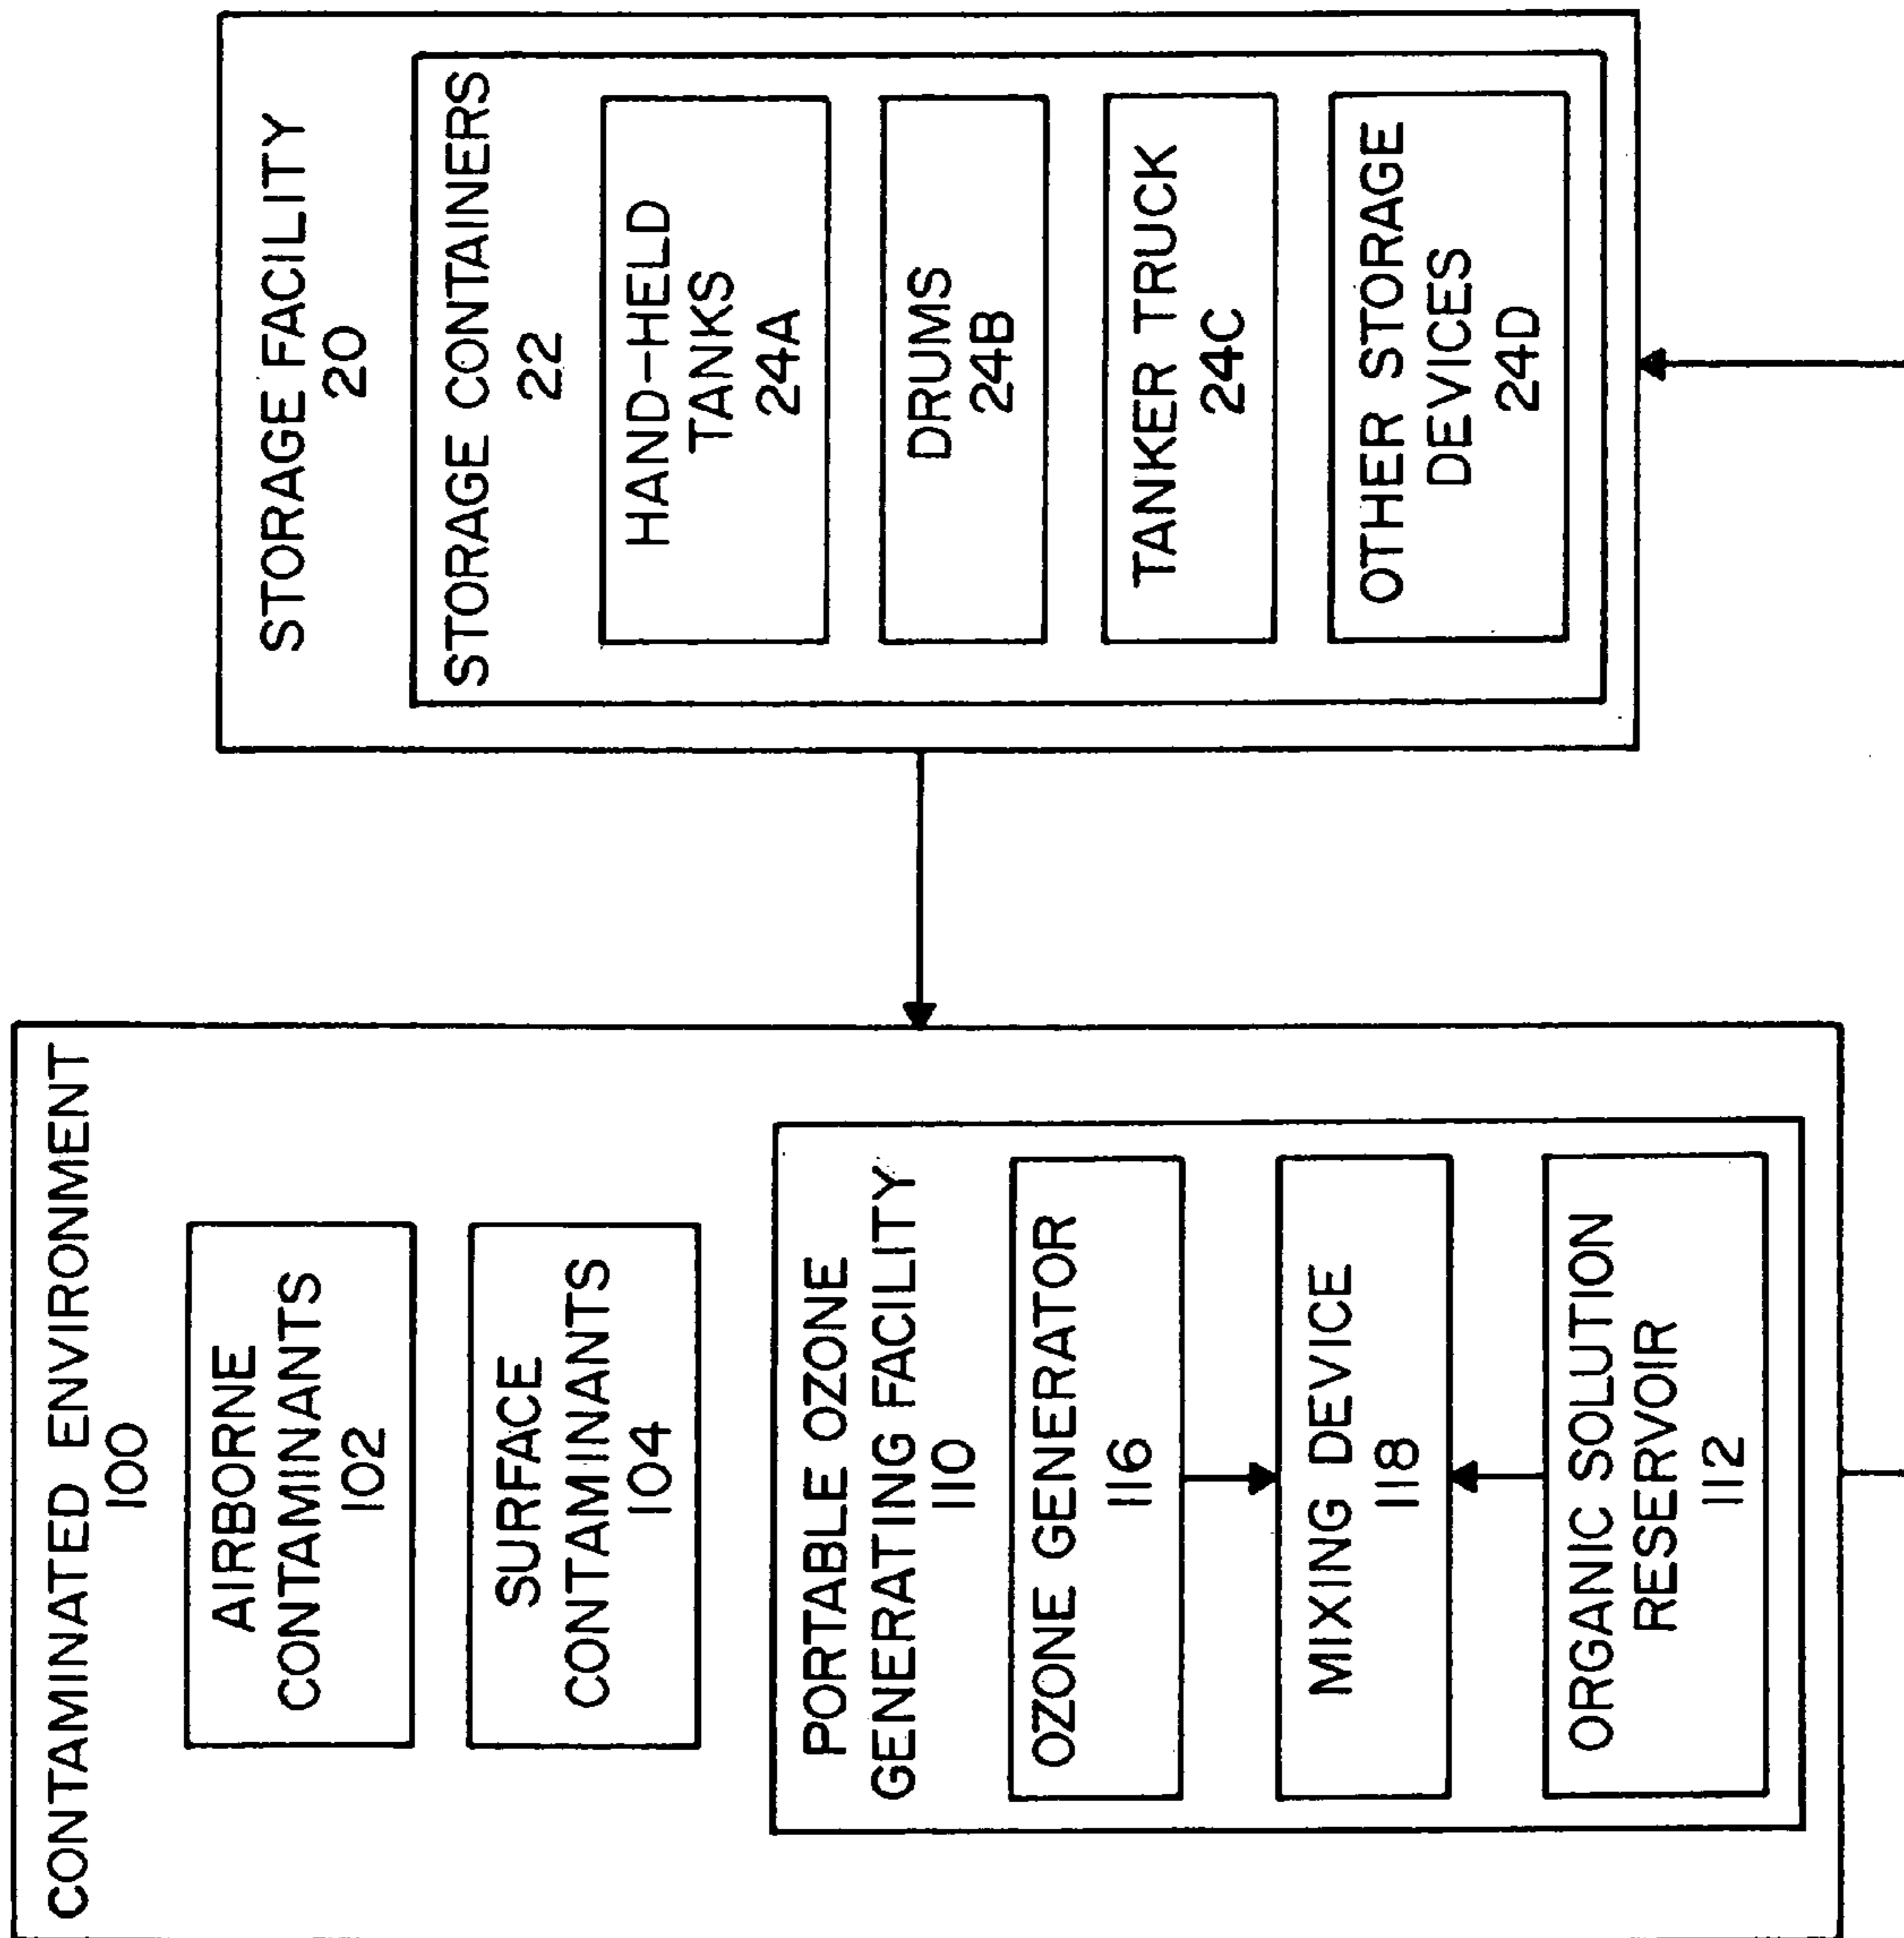 CONTAMINATED ENVIRONMENT
100
AIRBORNE
CONTAMINANTS
102
SURFACE
CONTAMINANTS
104
PORTABLE OZONE
GENERATING FACILITY
110
OZONE GENERATOR
116
MIXING DEVICE
118
ORGANIC SOLUTION
RESERVOIR
112
STORAGE FACILITY
20
STORAGE CONTAINERS
22
HAND-HELD
TANKS
24A
DRUMS
24B
TANKER TRUCK
24C
OTHER STORAGE
DEVICES
24D